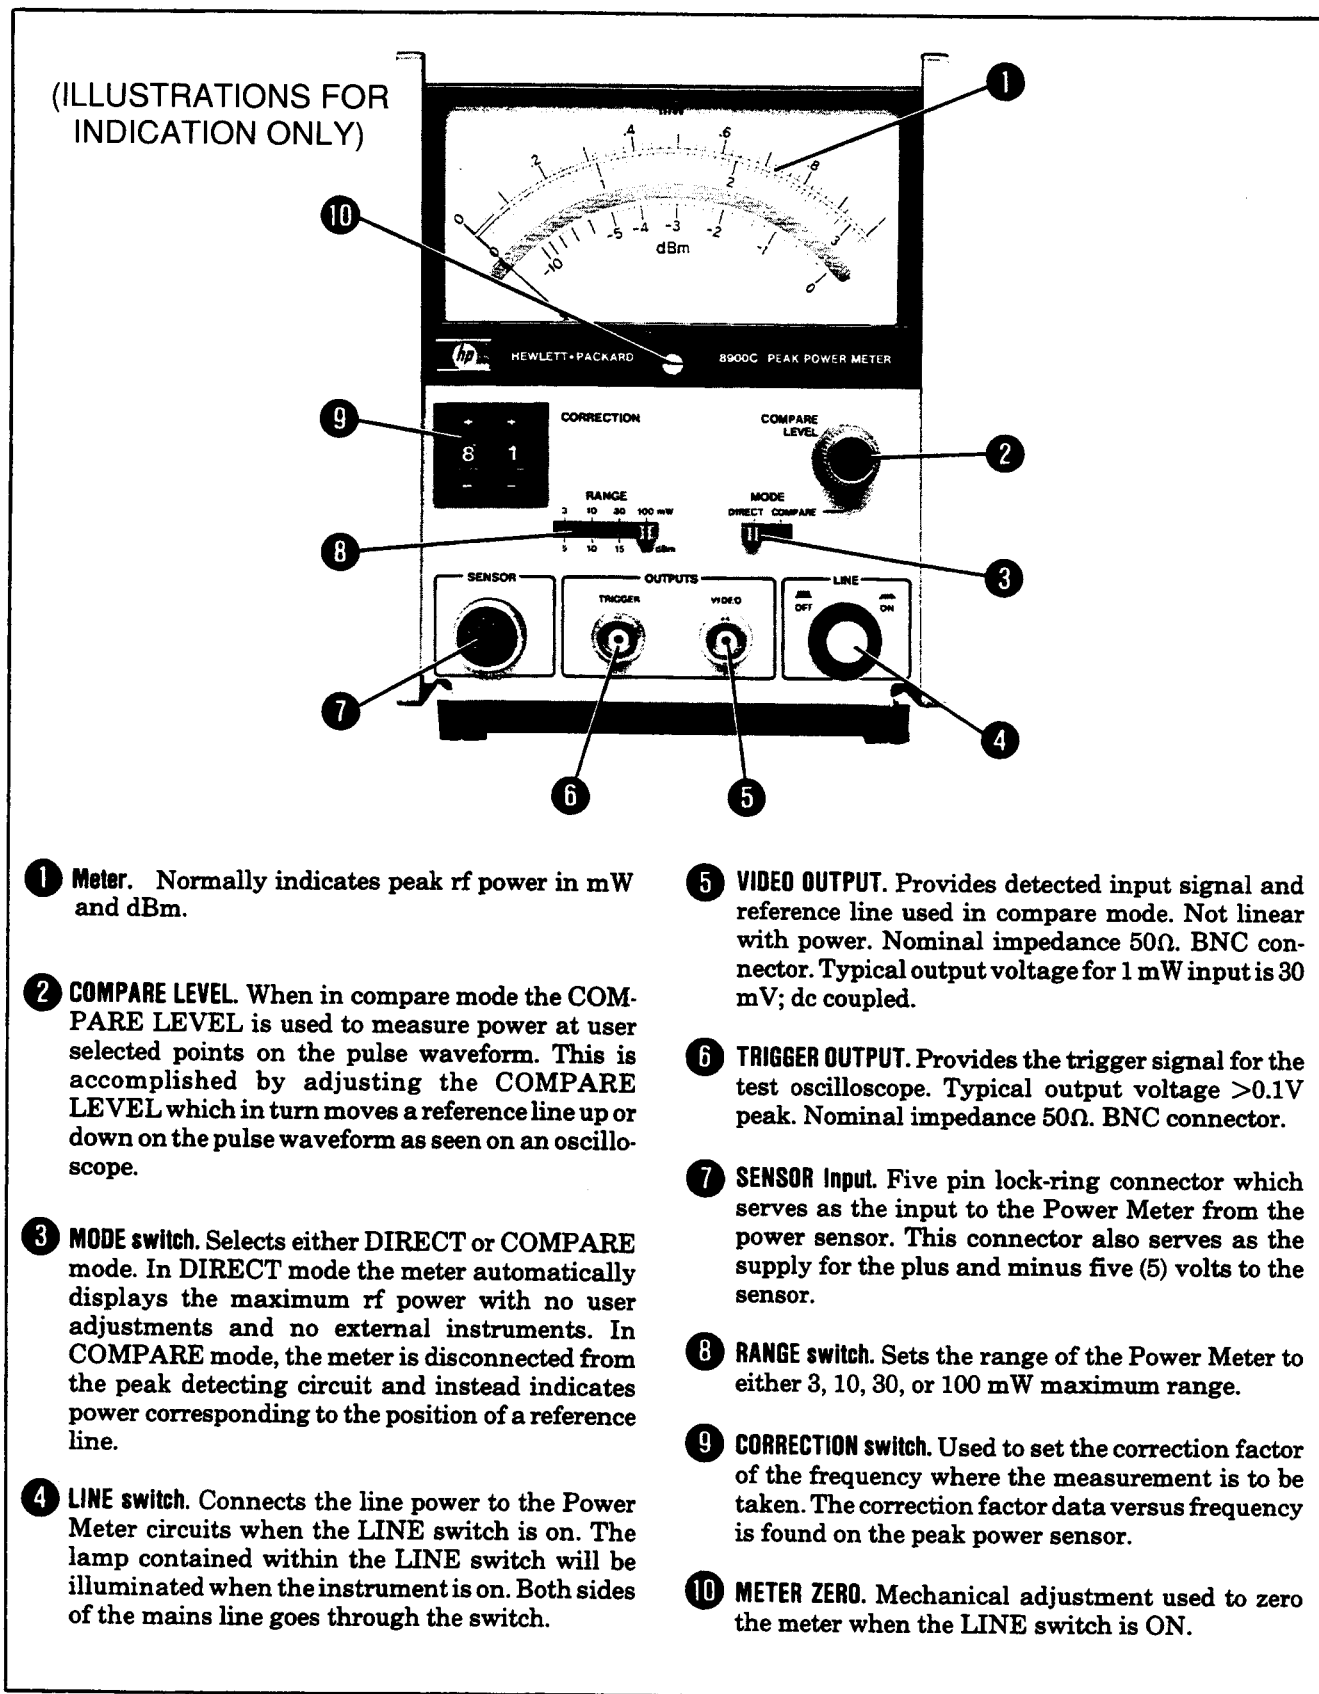 (ILLUSTRATIONS FOR
INDICATION ONLY)
1
mW
0 .2 .4 .6 .8
0 1 2 3
-10 -5 -4 -3 -2 -1 0
dBm
10
hp HEWLETT•PACKARD 8900C PEAK POWER METER
9
+ +
8 1
- -
CORRECTION
COMPARE
LEVEL
2
RANGE
3 10 30 100 mW
5 10 15 dBm
8
MODE
DIRECT COMPARE
3
SENSOR
OUTPUTS
TRIGGER VIDEO
LINE
OFF ON
7
6
5
4
1 Meter. Normally indicates peak rf power in mW
and dBm.
2 COMPARE LEVEL. When in compare mode the COM-
PARE LEVEL is used to measure power at user
selected points on the pulse waveform. This is
accomplished by adjusting the COMPARE
LEVEL which in turn moves a reference line up or
down on the pulse waveform as seen on an oscillo-
scope.
3 MODE switch. Selects either DIRECT or COMPARE
mode. In DIRECT mode the meter automatically
displays the maximum rf power with no user
adjustments and no external instruments. In
COMPARE mode, the meter is disconnected from
the peak detecting circuit and instead indicates
power corresponding to the position of a reference
line.
4 LINE switch. Connects the line power to the Power
Meter circuits when the LINE switch is on. The
lamp contained within the LINE switch will be
illuminated when the instrument is on. Both sides
of the mains line goes through the switch.
5 VIDEO OUTPUT. Provides detected input signal and
reference line used in compare mode. Not linear
with power. Nominal impedance 50Ω. BNC con-
nector. Typical output voltage for 1 mW input is 30
mV; dc coupled.
6 TRIGGER OUTPUT. Provides the trigger signal for the
test oscilloscope. Typical output voltage >0.1V
peak. Nominal impedance 50Ω. BNC connector.
7 SENSOR Input. Five pin lock-ring connector which
serves as the input to the Power Meter from the
power sensor. This connector also serves as the
supply for the plus and minus five (5) volts to the
sensor.
8 RANGE switch. Sets the range of the Power Meter to
either 3, 10, 30, or 100 mW maximum range.
9 CORRECTION switch. Used to set the correction factor
of the frequency where the measurement is to be
taken. The correction factor data versus frequency
is found on the peak power sensor.
10 METER ZERO. Mechanical adjustment used to zero
the meter when the LINE switch is ON.